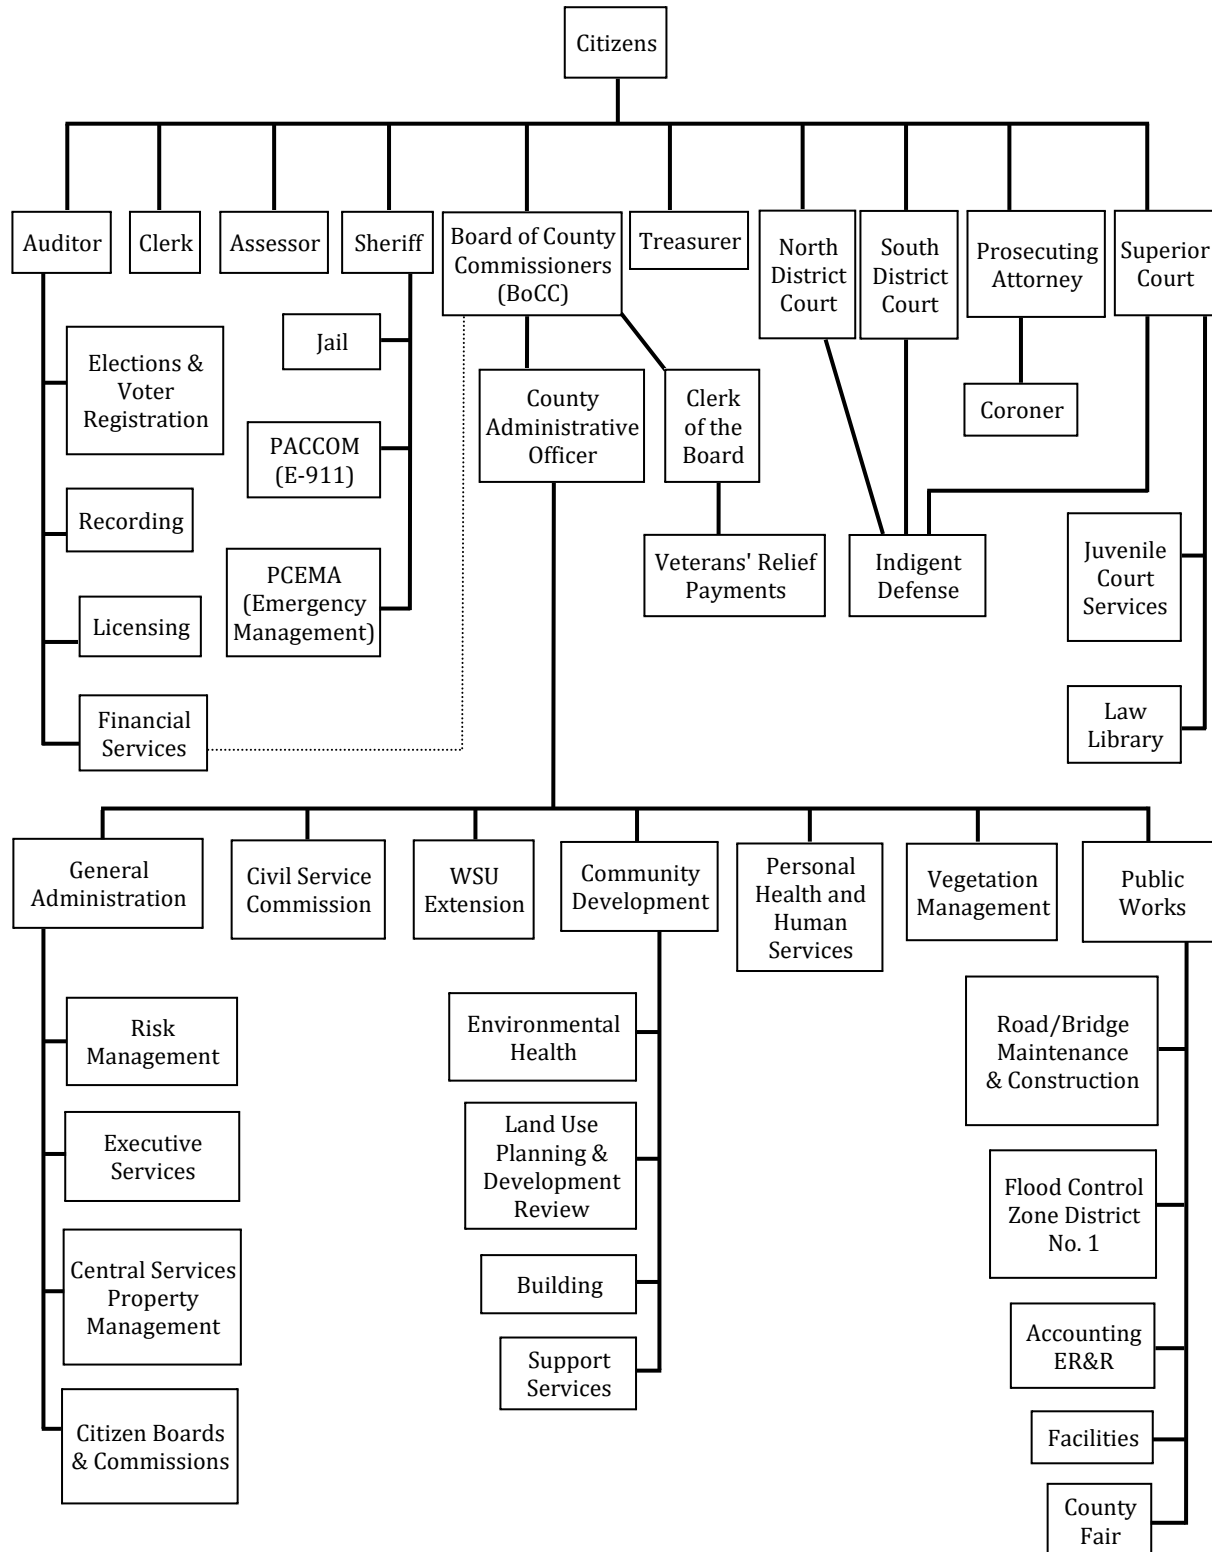 Citizens
Auditor
Clerk
Assessor
Sheriff
Board of County
Commissioners
(BoCC)
Treasurer
North
District
Court
South
District
Court
Prosecuting
Attorney
Superior
Court
Elections &
Voter
Registration
Recording
Licensing
Financial
Services
Jail
PACCOM
(E-911)
PCEMA
(Emergency
Management)
County
Administrative
Officer
Clerk
of the
Board
Veterans' Relief
Payments
Indigent
Defense
Coroner
Juvenile
Court
Services
Law
Library
General
Administration
Civil Service
Commission
WSU
Extension
Community
Development
Personal
Health and
Human
Services
Vegetation
Management
Public
Works
Risk
Management
Executive
Services
Central Services
Property
Management
Citizen Boards
& Commissions
Environmental
Health
Land Use
Planning &
Development
Review
Building
Support
Services
Road/Bridge
Maintenance
& Construction
Flood Control
Zone District
No. 1
Accounting
ER&R
Facilities
County
Fair